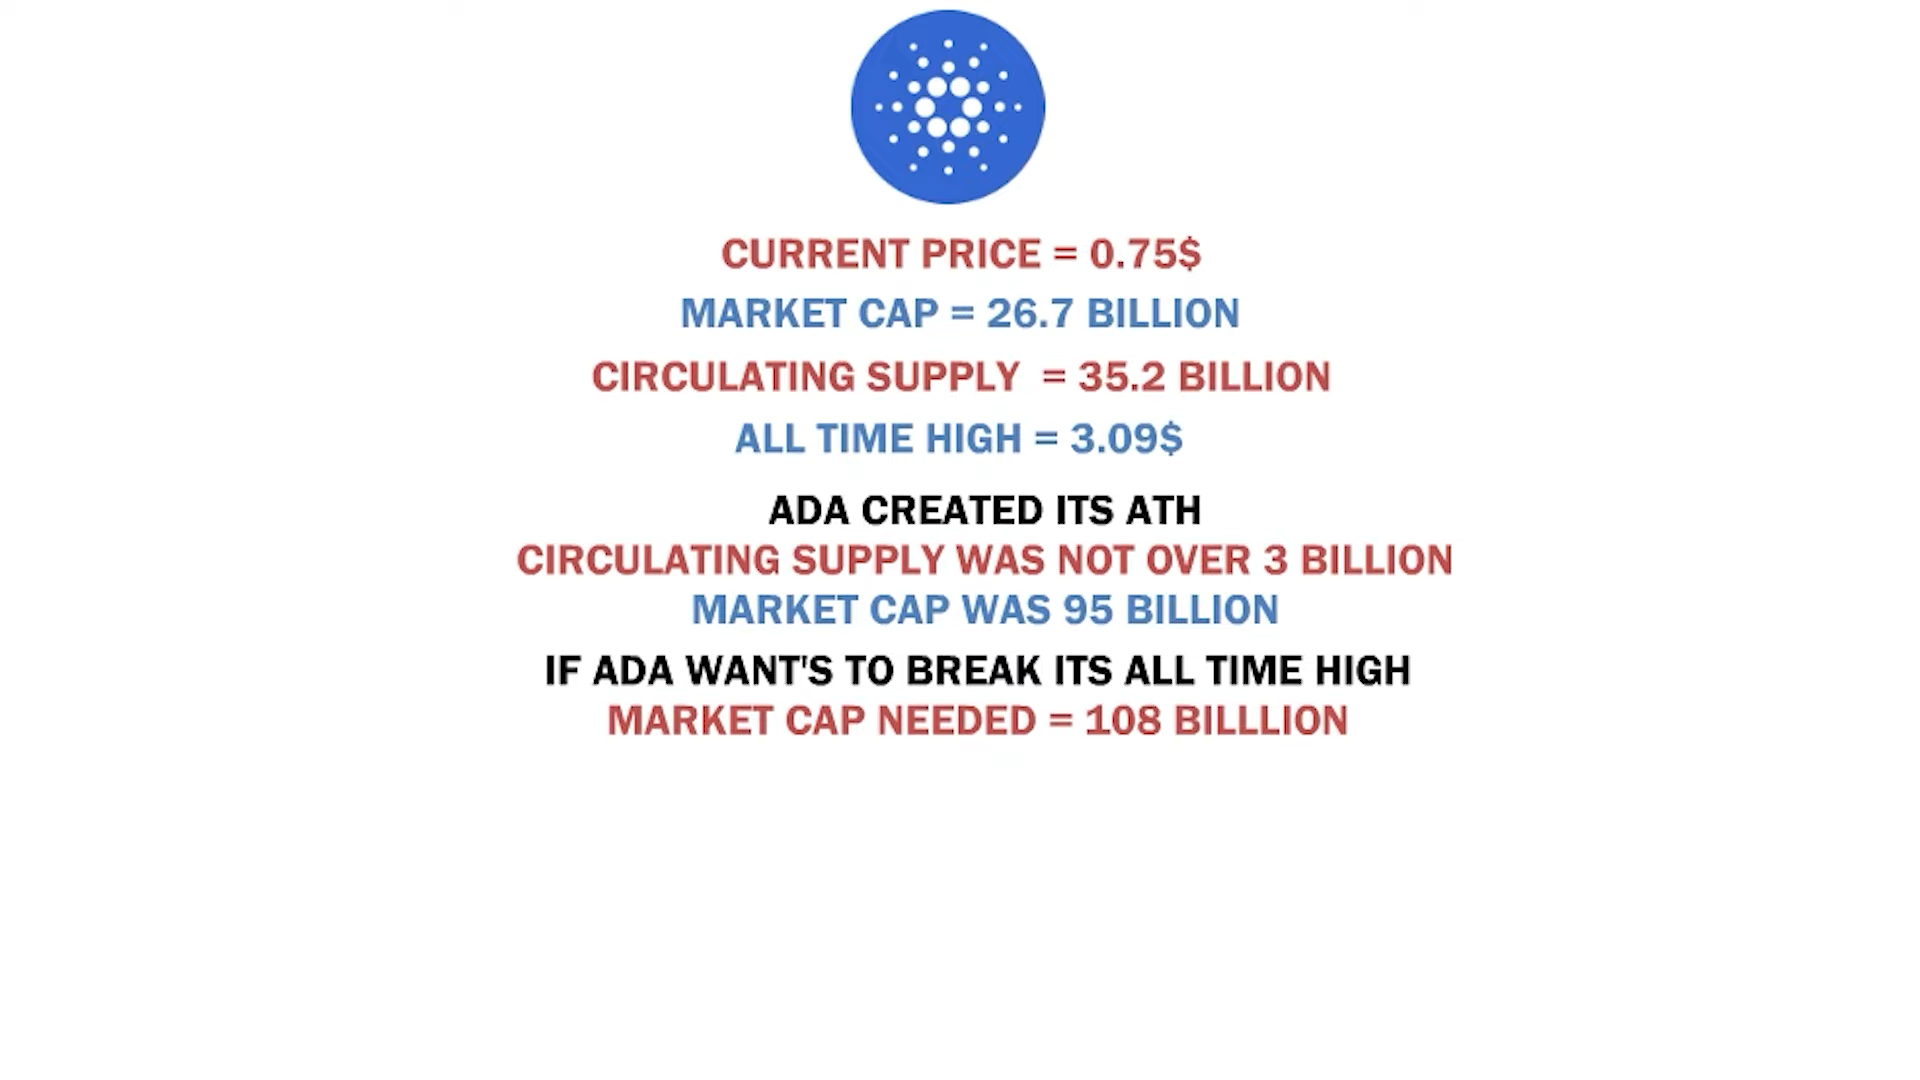 CURRENT PRICE = 0.75$
MARKET CAP = 26.7 BILLION
CIRCULATING SUPPLY = 35.2 BILLION
ALL TIME HIGH = 3.09$
ADA CREATED ITS ATH
CIRCULATING SUPPLY WAS NOT OVER 3 BILLION
MARKET CAP WAS 95 BILLION
IF ADA WANT'S TO BREAK ITS ALL TIME HIGH
MARKET CAP NEEDED = 108 BILLLION